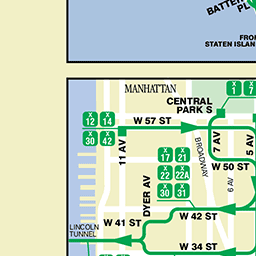 BATTER
PL
FRO
STATEN ISLAN
MANHATTAN
X 1
X 7
CENTRAL
PARK S
X 12
X 14
X 30
X 42
W 57 ST
11 AV
BROADWAY
7 AV
5 AV
X 17
X 21
X 22
X 22A
X 30
X 31
W 50 ST
6 AV
DYER AV
W 42 ST
W 41 ST
LINCOLN
TUNNEL
W 34 ST